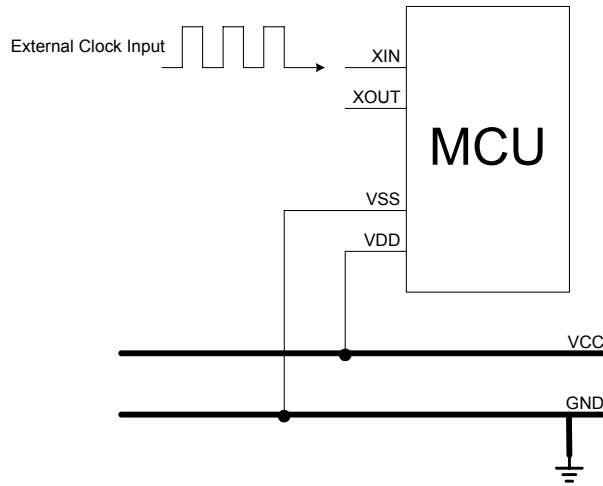 External Clock Input
XIN
XOUT
MCU
VSS
VDD
VCC
GND